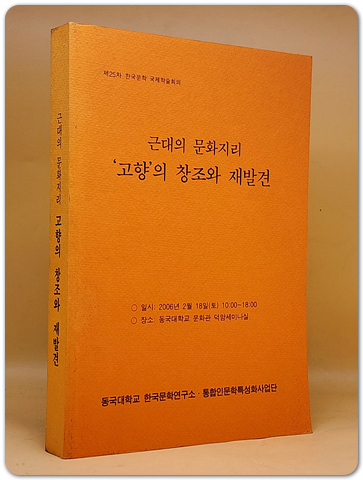 제25차 한국문학 국제학술회의
근대의 문화지리
'고향'의 창조와 재발견
○ 일시: 2006년 2월 18일(토) 10:00~18:00
○ 장소: 동국대학교 문화관 덕암세미나실
동국대학교 한국문학연구소 · 통합인문학특성화사업단
근대의 문화지리 고향의 창조와 재발견